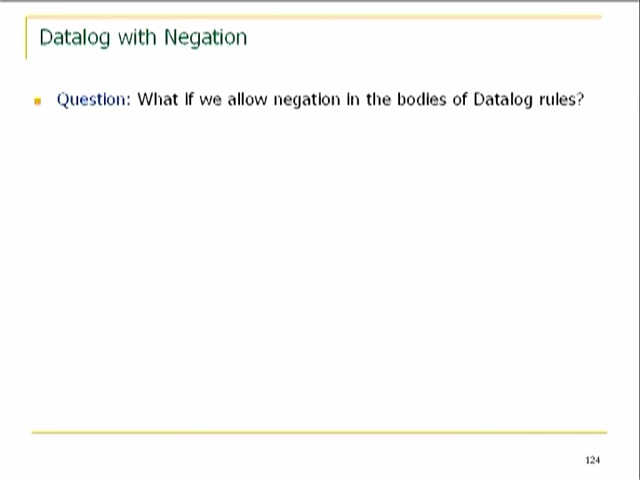 Datalog with Negation
Question: What if we allow negation in the bodies of Datalog rules?
124